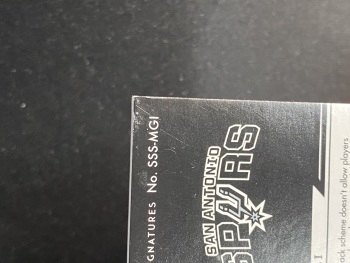 GNATURES No. SSS-MGI
SAN ANTONIO
SPURS
ock scheme doesn't allow players